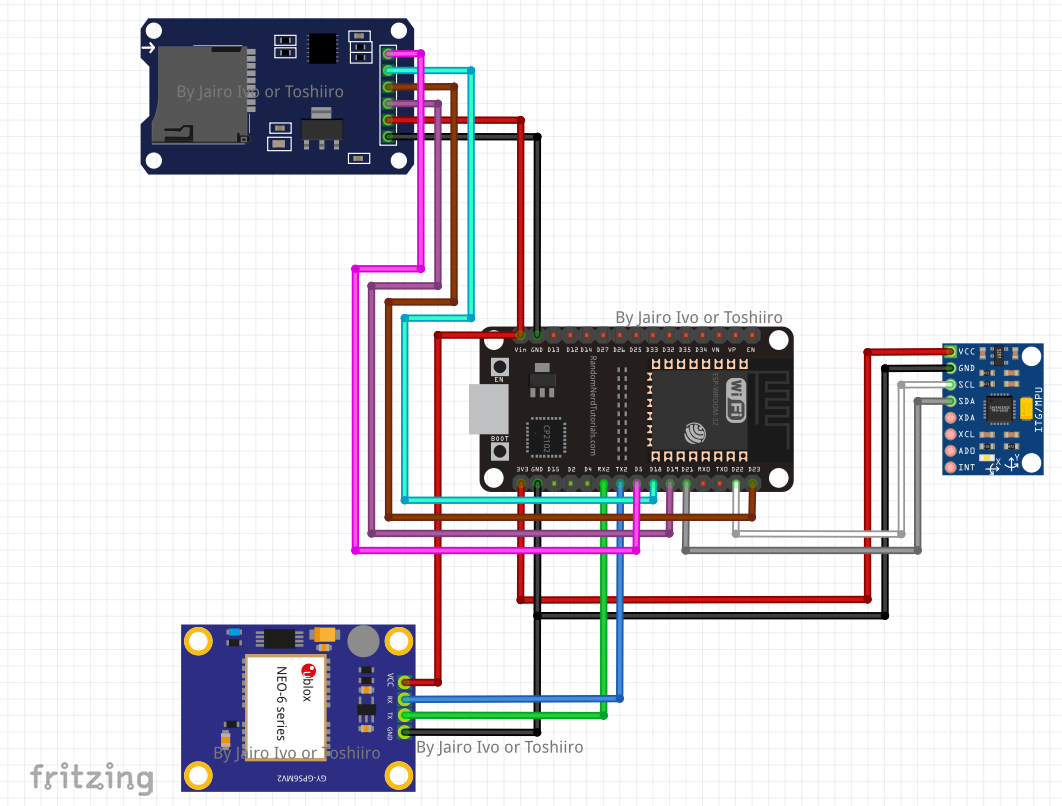 By Jairo Ivo or Toshiiro
By Jairo Ivo or Toshiiro
Vin GND D13 D12 D14 D27 D26 D25 D33 D32 D35 D34 VN VP EN
EN
RandomNerdTutorials.com
ESP-WROOM-32
WiFi
CP2102
BOOT
3V3 GND D15 D2 D4 RX2 TX2 D5 D18 D19 D21 RX0 TX0 D22 D23
VCC
GND
SCL
SDA
XDA
XCL
ADO
INT
ITG/MPU
X
Y
ublox
NEO-6 series
VCC
RX
TX
GND
By Jairo Ivo or Toshiiro
By Jairo Ivo or Toshiiro
GY-GPS6MV2
fritzing